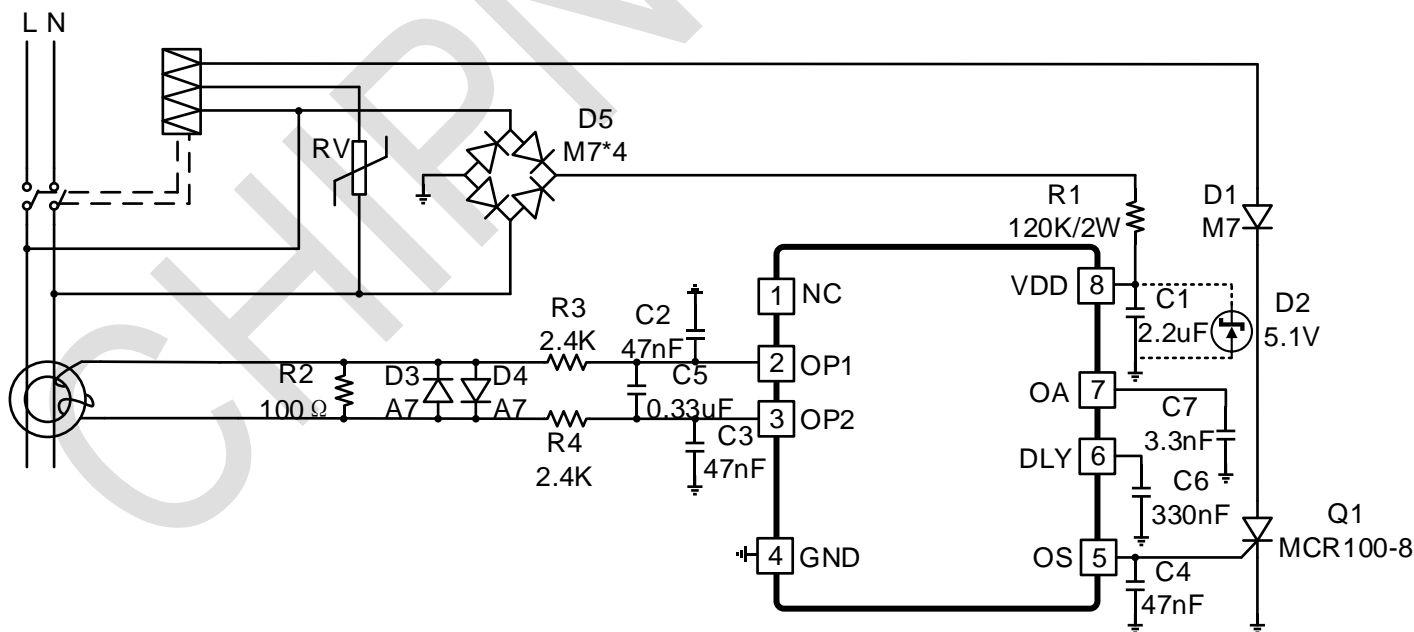 L N
D5
M7*4
RV
R1
120K/2W
D1
M7
1 NC
VDD 8
C1
2.2uF
D2
5.1V
R3
2.4K
C2
47nF
2 OP1
R2
100Ω
D3
A7
D4
A7
C5
0.33uF
3 OP2
OA 7
C7
3.3nF
R4
2.4K
C3
47nF
DLY 6
C6
330nF
4 GND
OS 5
C4
47nF
Q1
MCR100-8
CHIPN